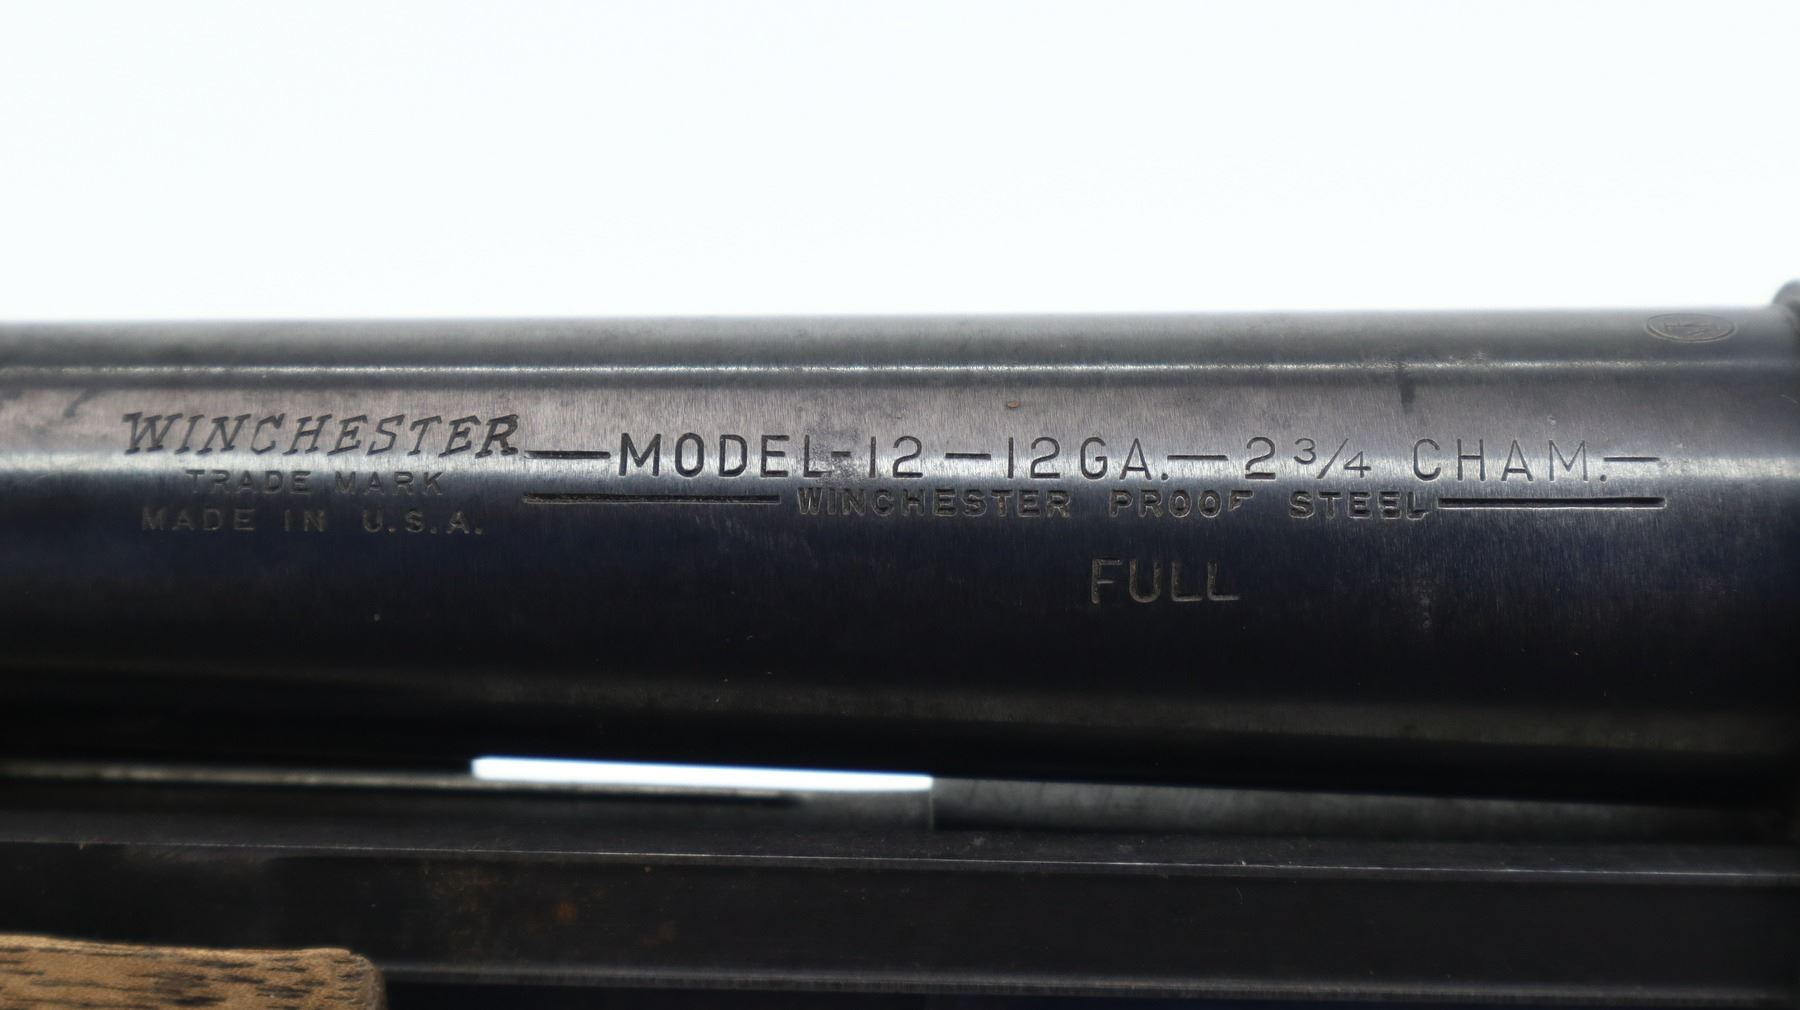 WINCHESTER
TRADE MARK
MADE IN U.S.A.
—MODEL-12—12GA.—2 3/4 CHAM.—
WINCHESTER PROOF STEEL
FULL